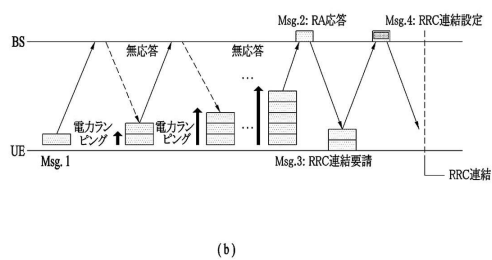 Msg.2: RA応答
Msg.4: RRC連結設定
BS
無応答
無応答
...
電力ラン
ピング
電力ラン
ピング
...
UE
Msg. 1
Msg.3: RRC連結要請
RRC連結
(b)